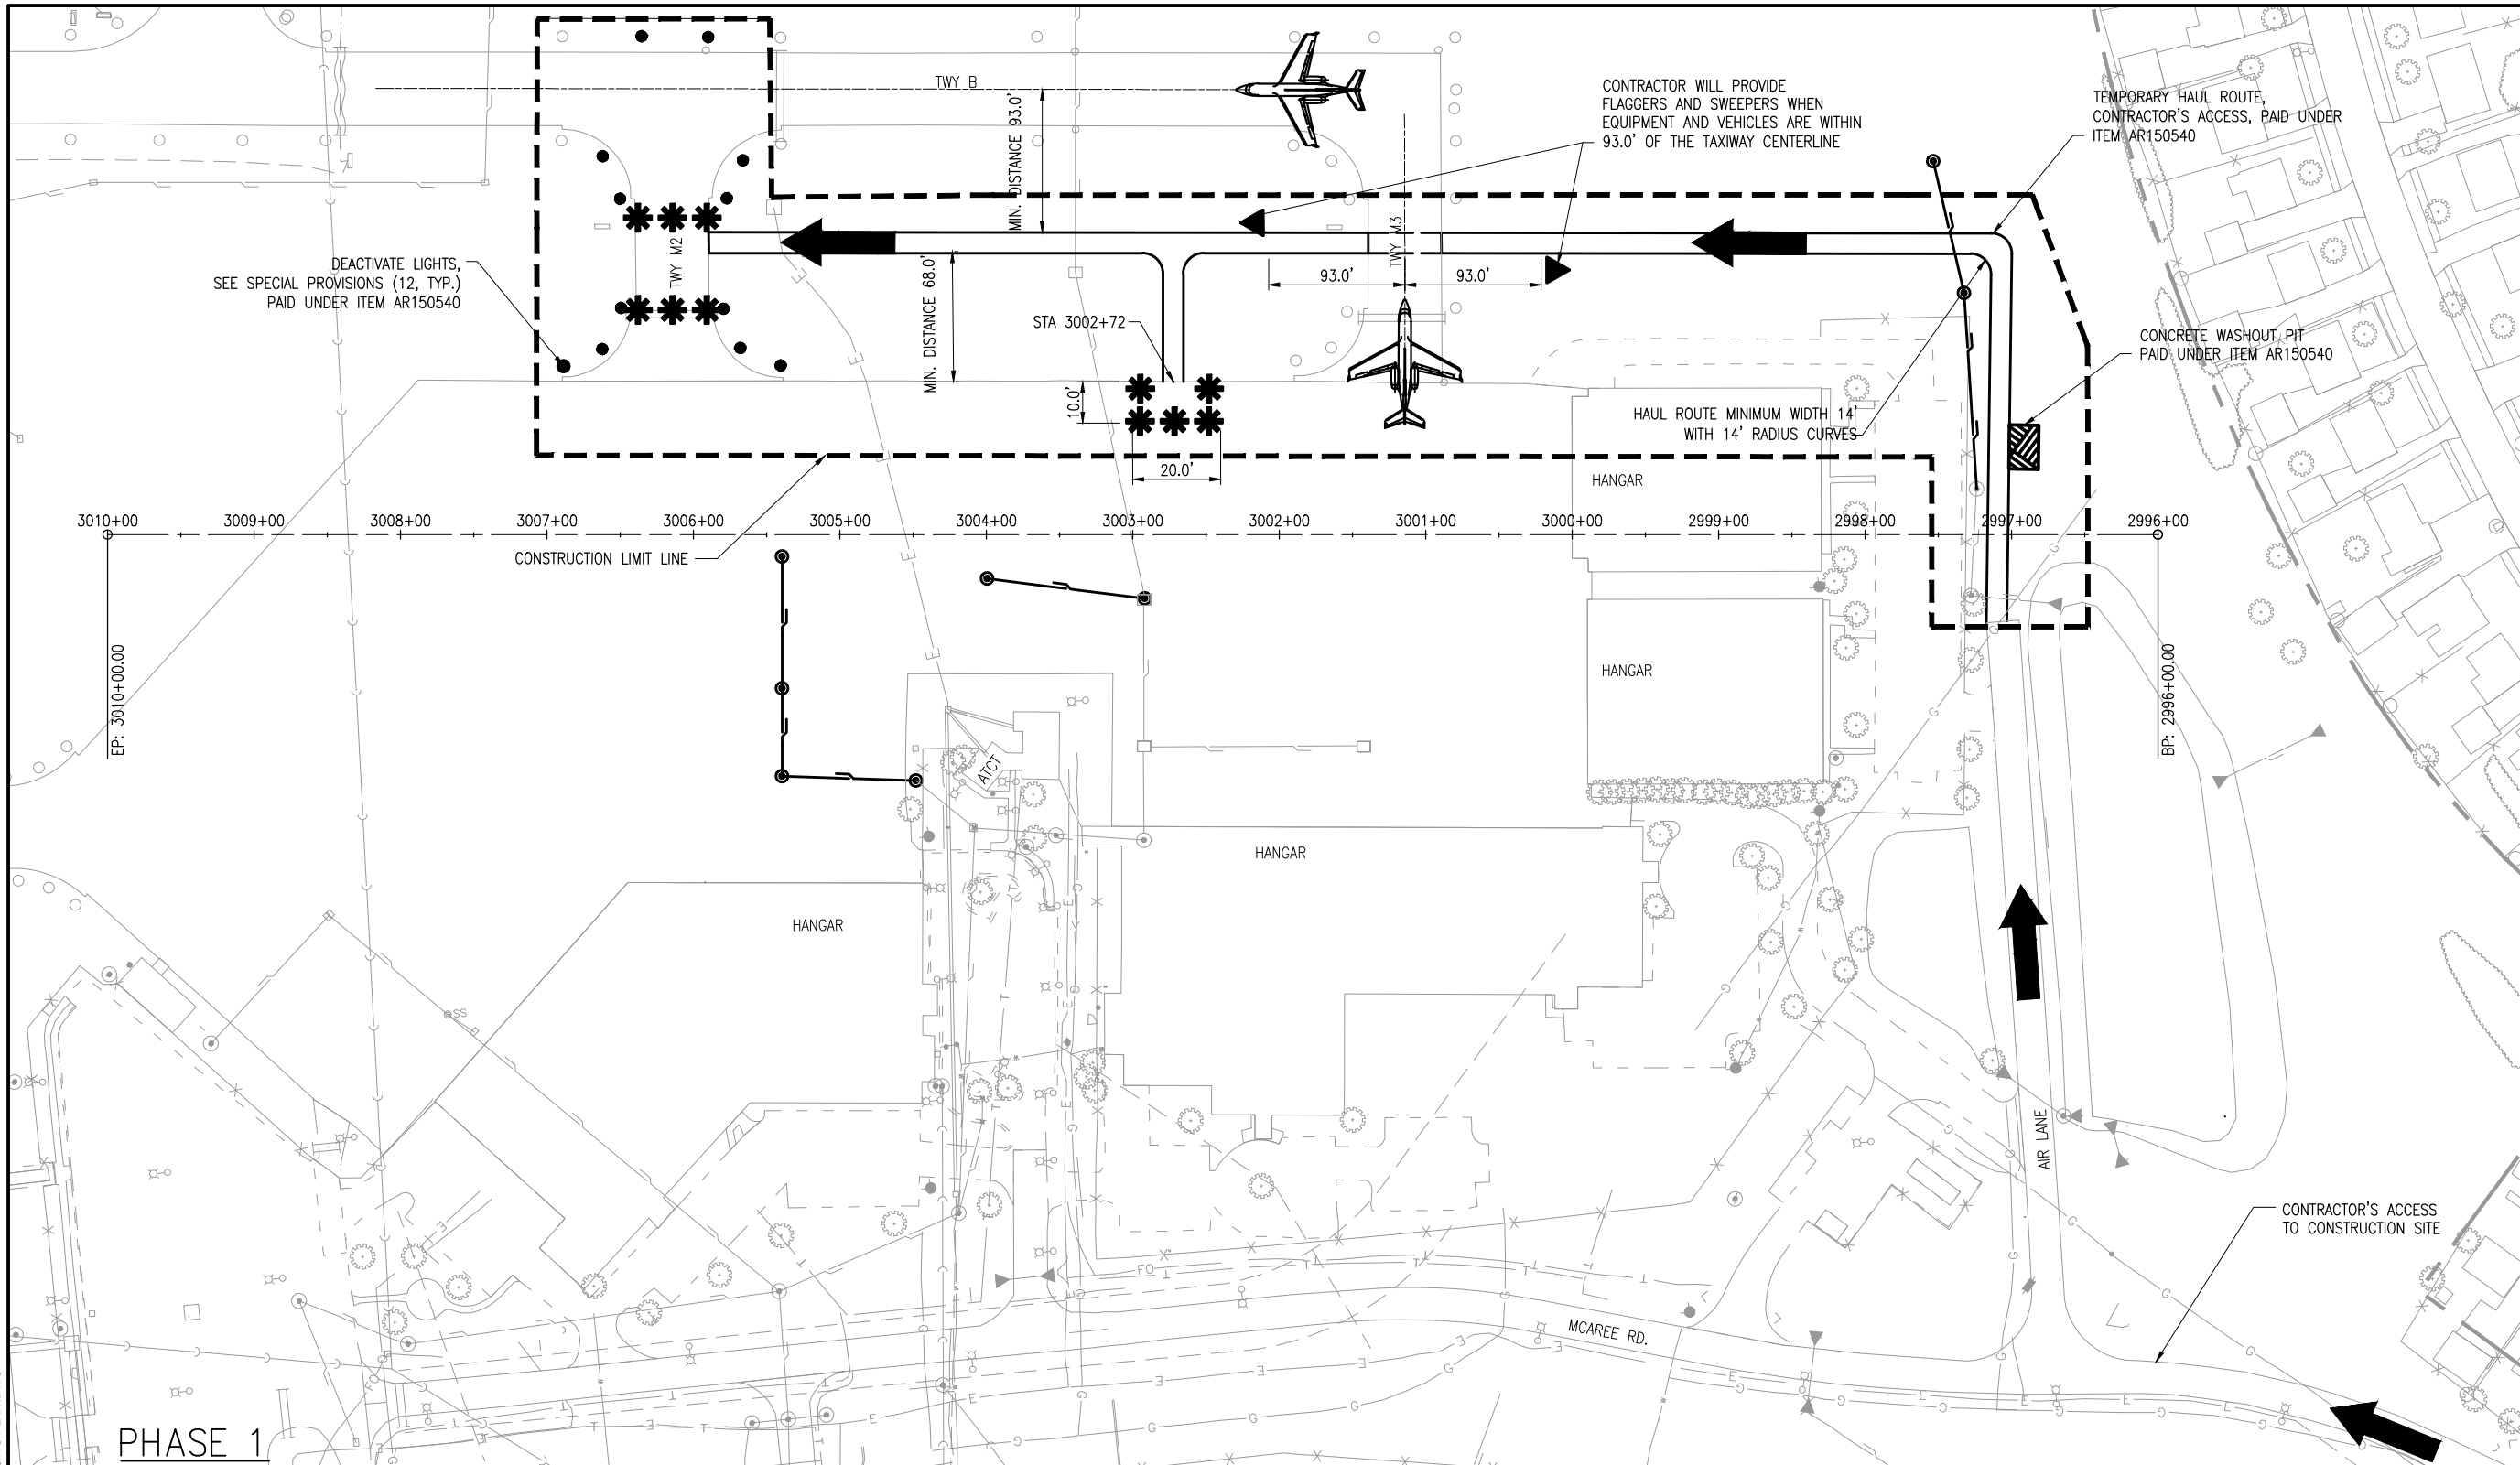 TWY B
MIN. DISTANCE 93.0'
CONTRACTOR WILL PROVIDE
FLAGGERS AND SWEEPERS WHEN
EQUIPMENT AND VEHICLES ARE WITHIN
93.0' OF THE TAXIWAY CENTERLINE
TEMPORARY HAUL ROUTE,
CONTRACTOR'S ACCESS, PAID UNDER
ITEM AR150540
DEACTIVATE LIGHTS,
SEE SPECIAL PROVISIONS (12, TYP.)
PAID UNDER ITEM AR150540
TWY M2
MIN. DISTANCE 68.0'
TWY M3
93.0'
93.0'
STA 3002+72
10.0'
20.0'
CONCRETE WASHOUT PIT
PAID UNDER ITEM AR150540
HAUL ROUTE MINIMUM WIDTH 14'
WITH 14' RADIUS CURVES
HANGAR
3010+00
3009+00
3008+00
3007+00
3006+00
3005+00
3004+00
3003+00
3002+00
3001+00
3000+00
2999+00
2998+00
2997+00
2996+00
CONSTRUCTION LIMIT LINE
EP: 3010+00.00
BP: 2996+00.00
HANGAR
ATCT
HANGAR
HANGAR
SS
AIR LANE
CONTRACTOR'S ACCESS
TO CONSTRUCTION SITE
FO
MCAREE RD.
PHASE 1